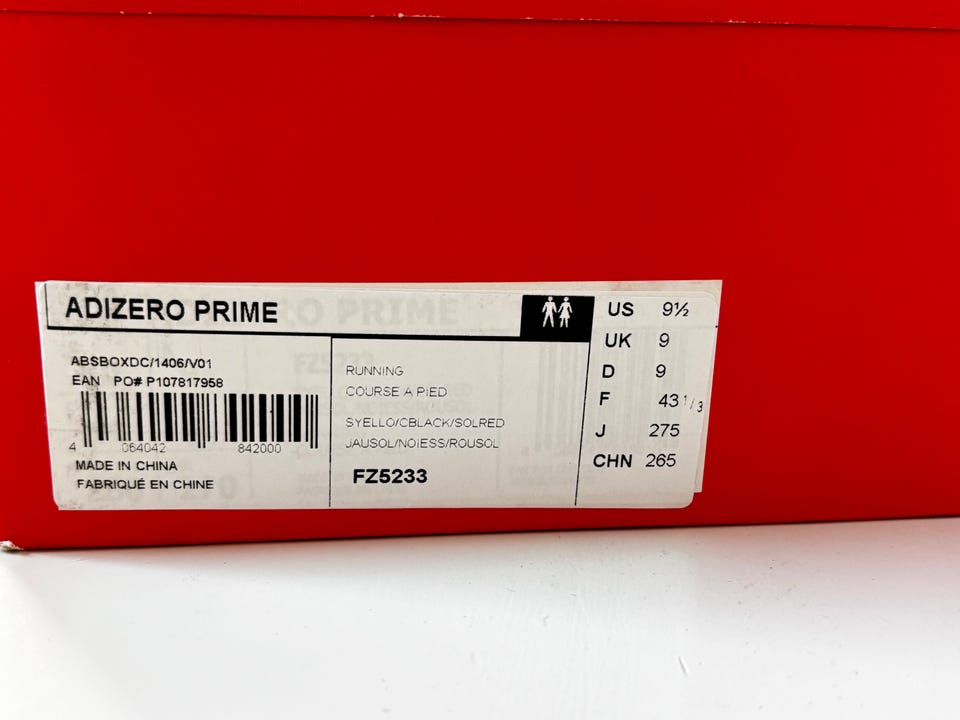 ADIZERO PRIME
ABSBOXDC/1406/V01
EAN PO# P107817958
4 064042 842000
MADE IN CHINA
FABRIQUÉ EN CHINE
RUNNING
COURSE A PIED
SYELLO/CBLACK/SOLRED
JAUSOL/NOIESS/ROUSOL
FZ5233
US 9½
UK 9
D 9
F 43 1/3
J 275
CHN 265